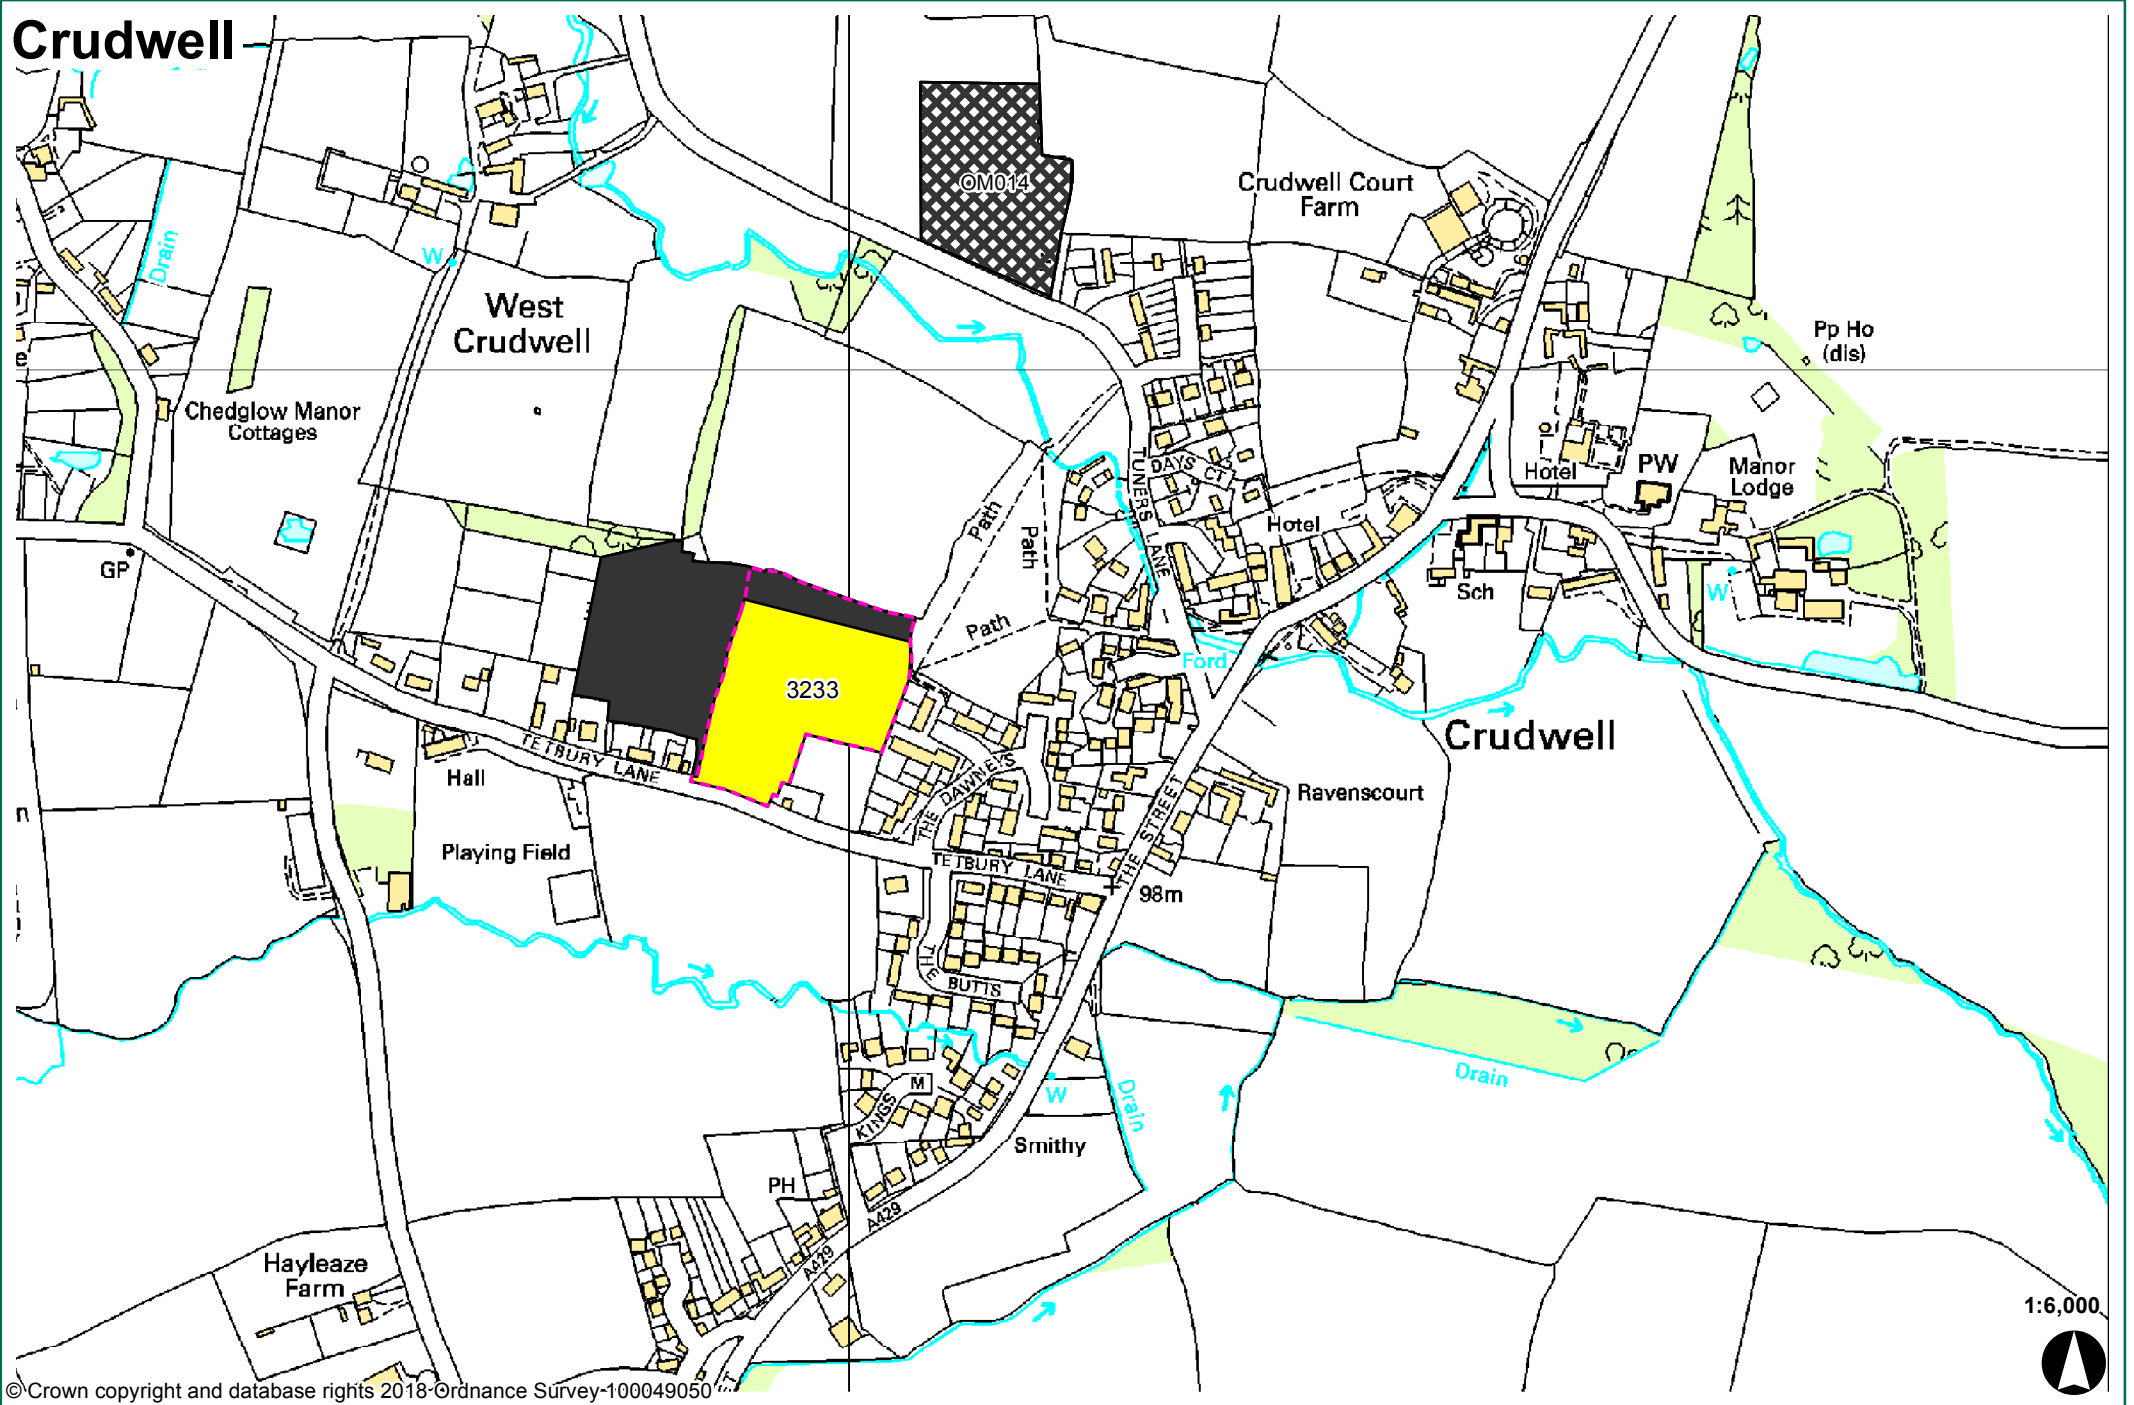 Crudwell
OM014
Crudwell Court
Farm
Drain
W
West
Crudwell
Pp Ho
(dis)
e
Chedglow Manor
Cottages
TUNERS LANE
DAYS CT
Hotel
PW
Manor
Lodge
Hotel
Path
Path
GP
Sch
W
Path
Ford
3233
TETBURY LANE
Hall
THE DAWNEYS
THE STREET
Crudwell
Ravenscourt
Playing Field
TETBURY LANE
98m
THE
BUTTS
M
KINGS
W
Drain
Drain
Smithy
PH
A429
A429
Hayleaze
Farm
1:6,000
© Crown copyright and database rights 2018 Ordnance Survey 100049050